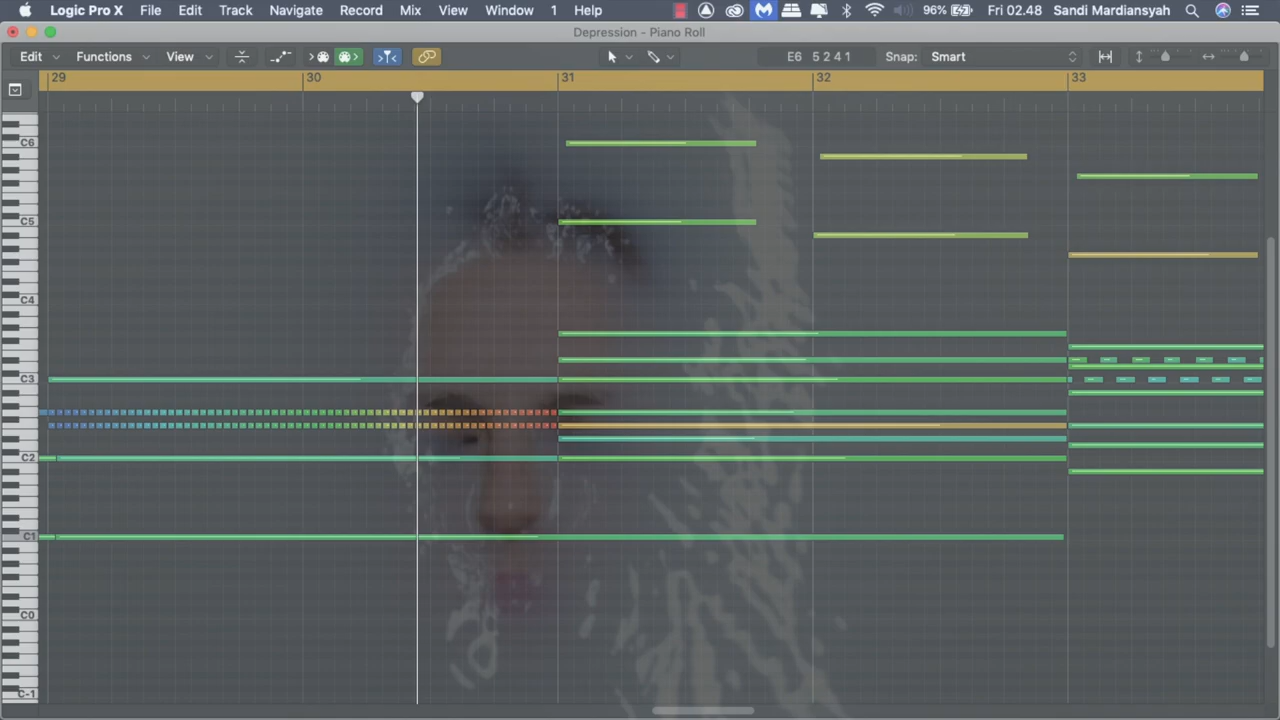 Logic Pro X File Edit Track Navigate Record Mix View Window 1 Help 96% Fri 02.48 Sandi Mardiansyah
Depression - Piano Roll
Edit Functions View E6 5 2 4 1 Snap: Smart
29 30 31 32 33
C6
C5
C4
C3
C2
C1
C0
C-1